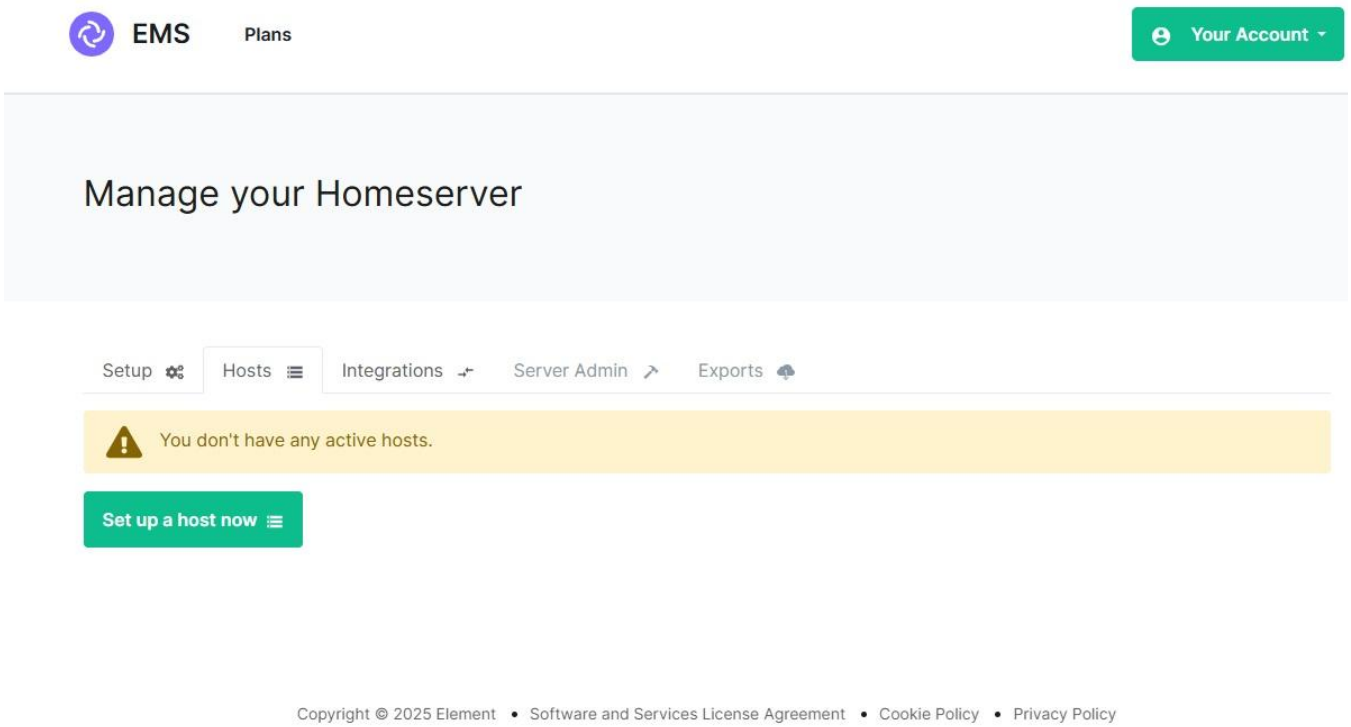 EMS Plans Your Account
Manage your Homeserver
Setup Hosts Integrations Server Admin Exports
You don't have any active hosts.
Set up a host now
Copyright © 2025 Element • Software and Services License Agreement • Cookie Policy • Privacy Policy